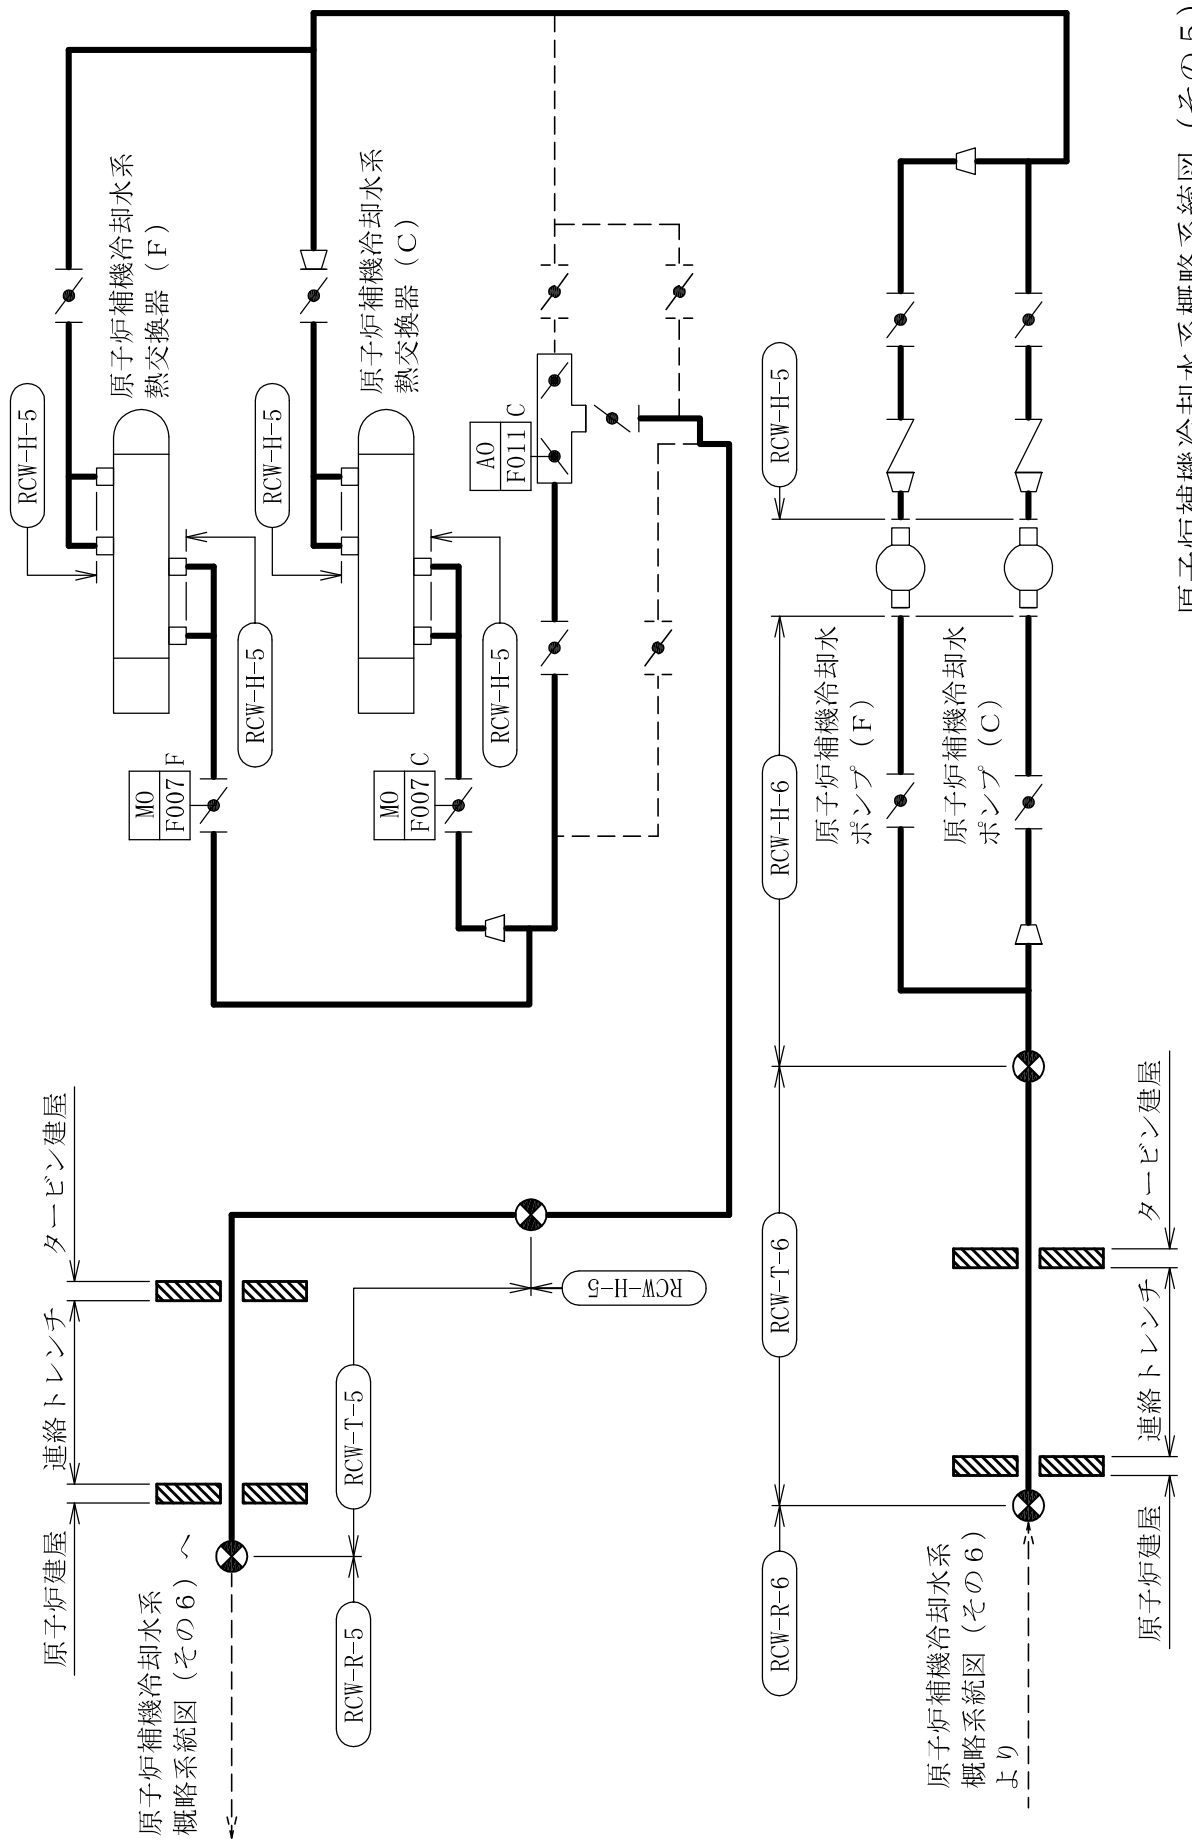 原子炉建屋
連絡トレンチ
タービン建屋
原子炉補機冷却水系
概略系統図（その６）へ
RCW-R-5
RCW-T-5
RCW-H-5
MO
F007
F
RCW-H-5
RCW-H-5
原子炉補機冷却水系
熱交換器（Ｆ）
MO
F007
C
RCW-H-5
RCW-H-5
原子炉補機冷却水系
熱交換器（Ｃ）
AO
F011
C
RCW-R-6
RCW-T-6
RCW-H-6
RCW-H-5
原子炉補機冷却水
ポンプ（Ｆ）
原子炉補機冷却水
ポンプ（Ｃ）
原子炉補機冷却水系
概略系統図（その６）
より
原子炉建屋
連絡トレンチ
タービン建屋
原子炉補機冷却水系概略系統図（その５）